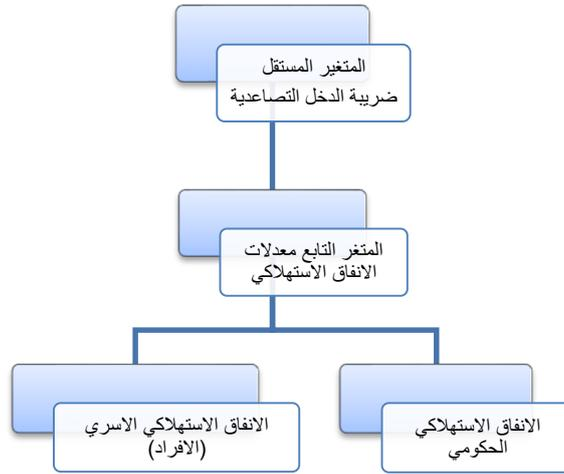 المتغير المستقل
ضريبة الدخل التصاعدية
المتغر التابع معدلات
الانفاق الاستهلاكي
الانفاق الاستهلاكي
الحكومي
الانفاق الاستهلاكي الاسري
(الافراد)